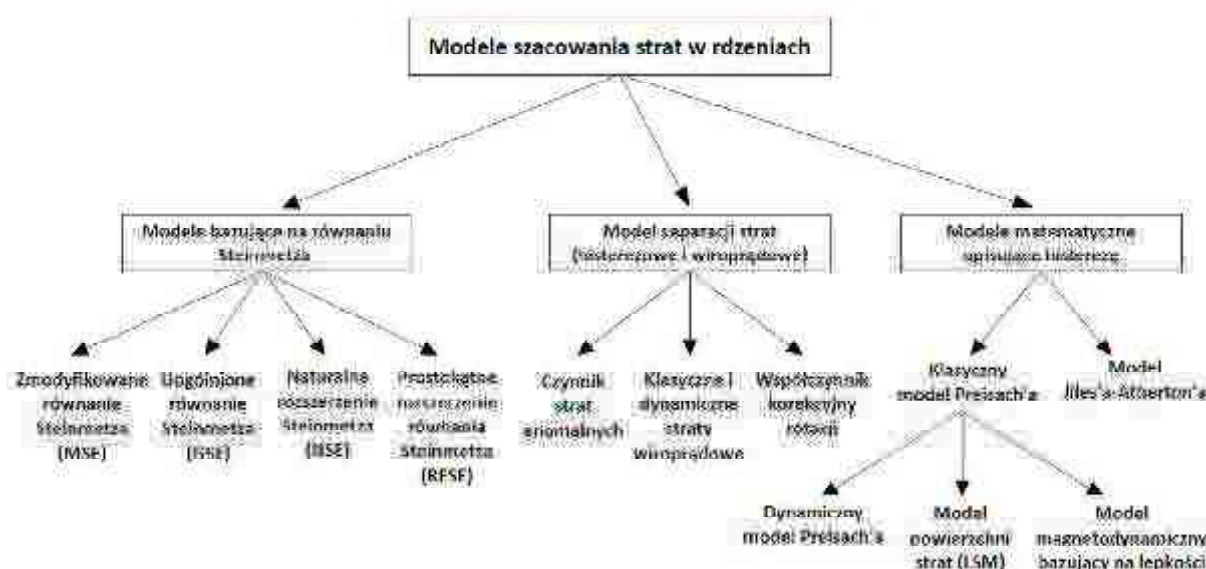 Modele szacowania strat w rdzeniach
Modele bazujące na równaniu
Steinmetza
Model separacji strat
(histerezowe i wiroprądowe)
Modele matematyczne
opisujące histerezę
Zmodyfikowane
równanie
Steinmetza
(MSE)
Uogólnione
równanie
Steinmetza
(GSE)
Naturalne
rozszerzenie
Steinmetza
(NSE)
Prostokątne
rozszerzenie
równania
Steinmetza
(RESE)
Czynnik
strat
anomalnych
Klasyczne i
dynamiczne
straty
wiroprądowe
Współczynnik
korekcyjny
rotacji
Klasyczny
model Preisach'a
Model
Jiles'a-Atherton'a
Dynamiczny
model Preisach'a
Model
powierzchni
strat (LSM)
Model
magnetodynamiczny
bazujący na lepkości